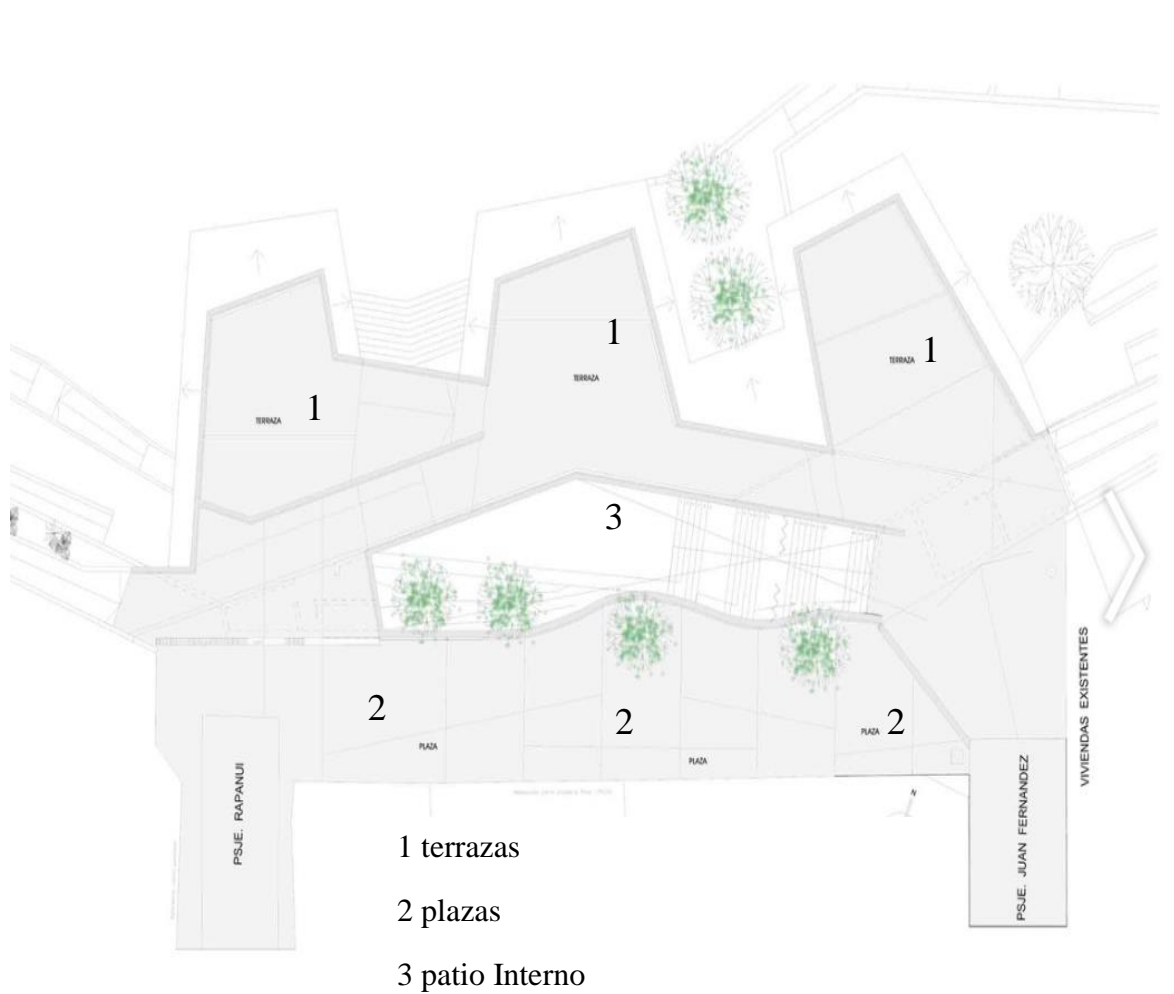 1
TERRAZA
1
TERRAZA
1
TERRAZA
3
2
PLAZA
2
PLAZA
PLAZA 2
N
PSJE. RAPANUI
PSJE. JUAN FERNANDEZ
VIVIENDAS EXISTENTES
1 terrazas
2 plazas
3 patio Interno